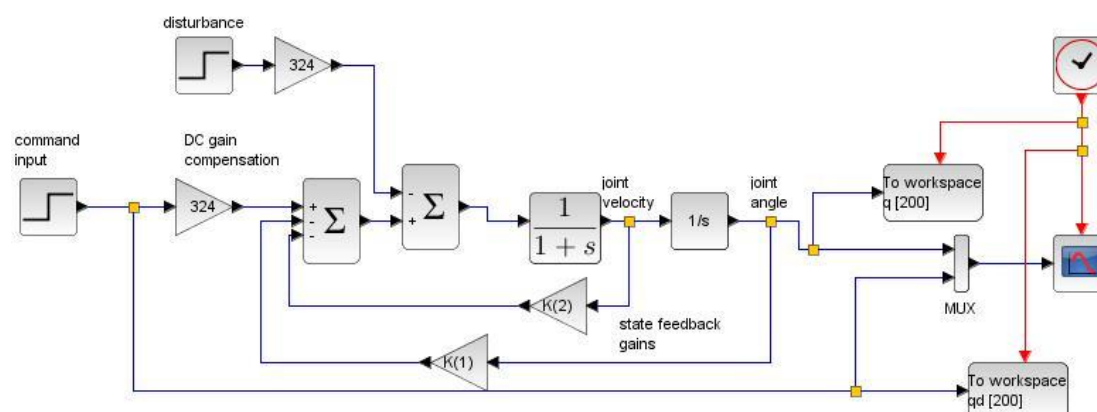 disturbance
324
command
input
DC gain
compensation
324
+
-
-
Σ
-
+
Σ
joint
velocity
1
1 + s
1/s
joint
angle
To workspace
q [200]
MUX
K(2)
state feedback
gains
K(1)
To workspace
qd [200]